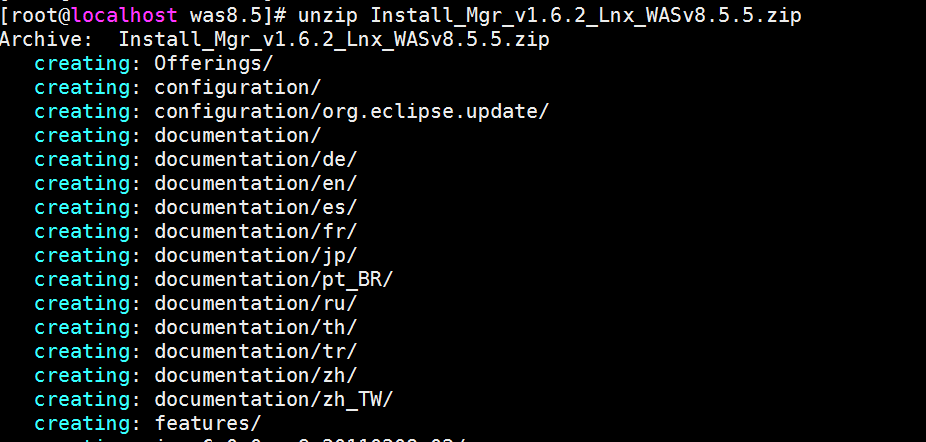 [root@localhost was8.5]# unzip Install_Mgr_v1.6.2_Lnx_WASv8.5.5.zip
Archive:  Install_Mgr_v1.6.2_Lnx_WASv8.5.5.zip
   creating: Offerings/
   creating: configuration/
   creating: configuration/org.eclipse.update/
   creating: documentation/
   creating: documentation/de/
   creating: documentation/en/
   creating: documentation/es/
   creating: documentation/fr/
   creating: documentation/jp/
   creating: documentation/pt_BR/
   creating: documentation/ru/
   creating: documentation/th/
   creating: documentation/tr/
   creating: documentation/zh/
   creating: documentation/zh_TW/
   creating: features/